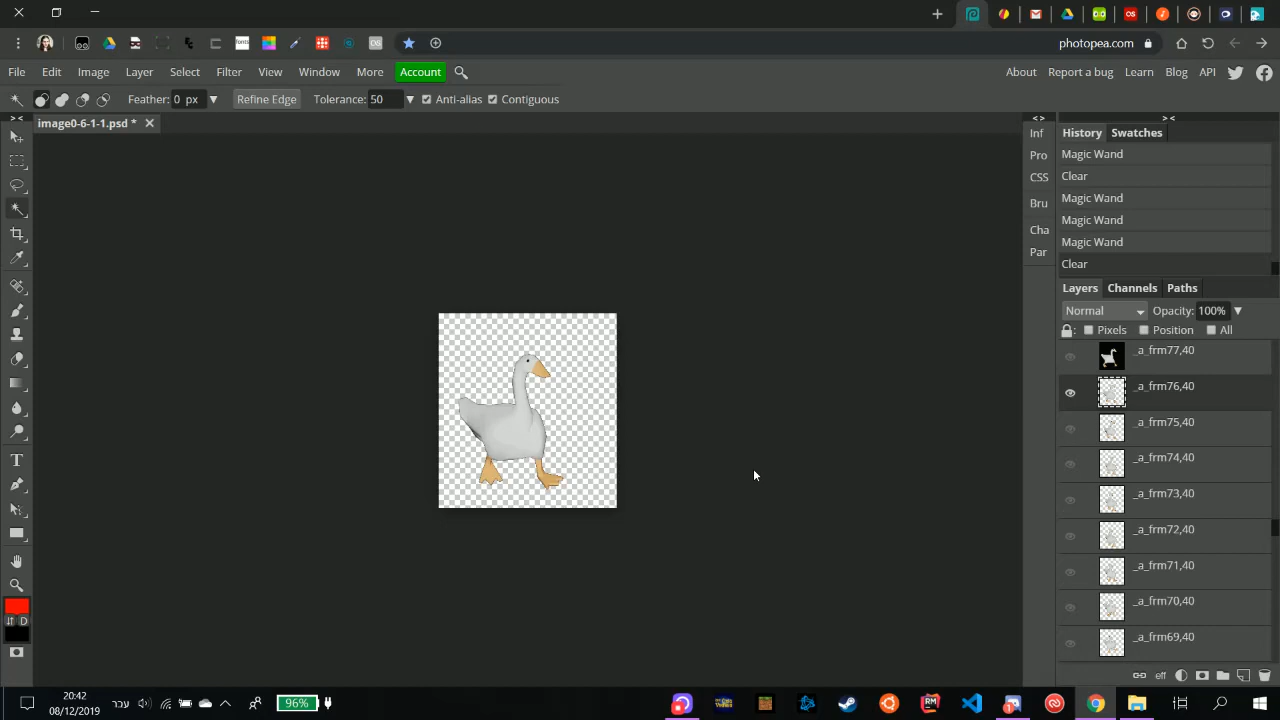 photopea.com
File Edit Image Layer Select Filter View Window More Account About Report a bug Learn Blog API
Feather: 0 px Refine Edge Tolerance: 50 Anti-alias Contiguous
image0-6-1-1.psd *
Inf
Pro
CSS
Bru
Cha
Par
History Swatches
Magic Wand
Clear
Magic Wand
Magic Wand
Magic Wand
Clear
Layers Channels Paths
Normal Opacity: 100%
Pixels Position All
_a_frm77,40
_a_frm76,40
_a_frm75,40
_a_frm74,40
_a_frm73,40
_a_frm72,40
_a_frm71,40
_a_frm70,40
_a_frm69,40
eff
D
20:42
08/12/2019
עבר
96%